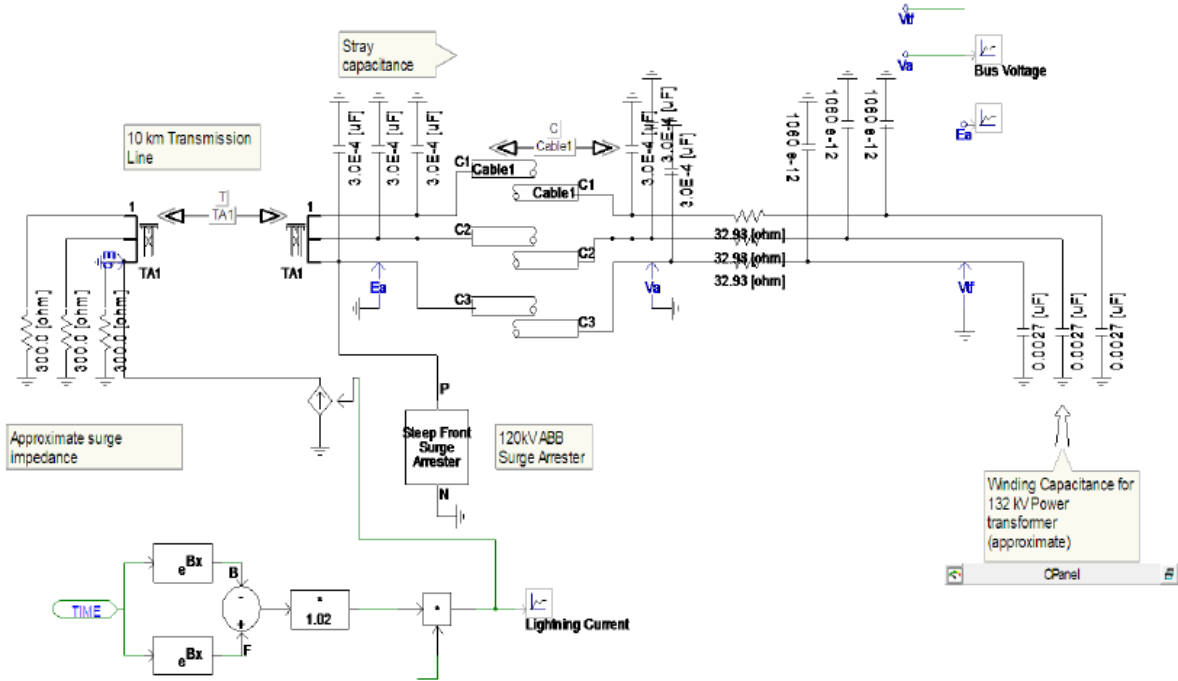 Vtf
Stray
capacitance
Va
Bus Voltage
Ea
10 km Transmission
Line
3.0E-4 [uF]
3.0E-4 [uF]
3.0E-4 [uF]
C
Cable1
3.0E-4 [uF]
3.0E-4 [uF]
3.0E-4 [uF]
1060 e-12
1060 e-12
1060 e-12
C1
Cable1
Cable1
C1
T
TA1
1
1
TA1
TA1
C2
C2
32.93 [ohm]
32.93 [ohm]
32.93 [ohm]
Ea
Va
Vtf
C3
C3
300.0 [ohm]
300.0 [ohm]
300.0 [ohm]
0.0027 [uF]
0.0027 [uF]
0.0027 [uF]
P
Steep Front
Surge
Arrester
N
Approximate surge
impedance
120kV ABB
Surge Arrester
Winding Capacitance for
132 kV Power
transformer
(approximate)
CPanel
e^Bx
B
-
+
F
TIME
*
1.02
*
Lightning Current
e^Bx